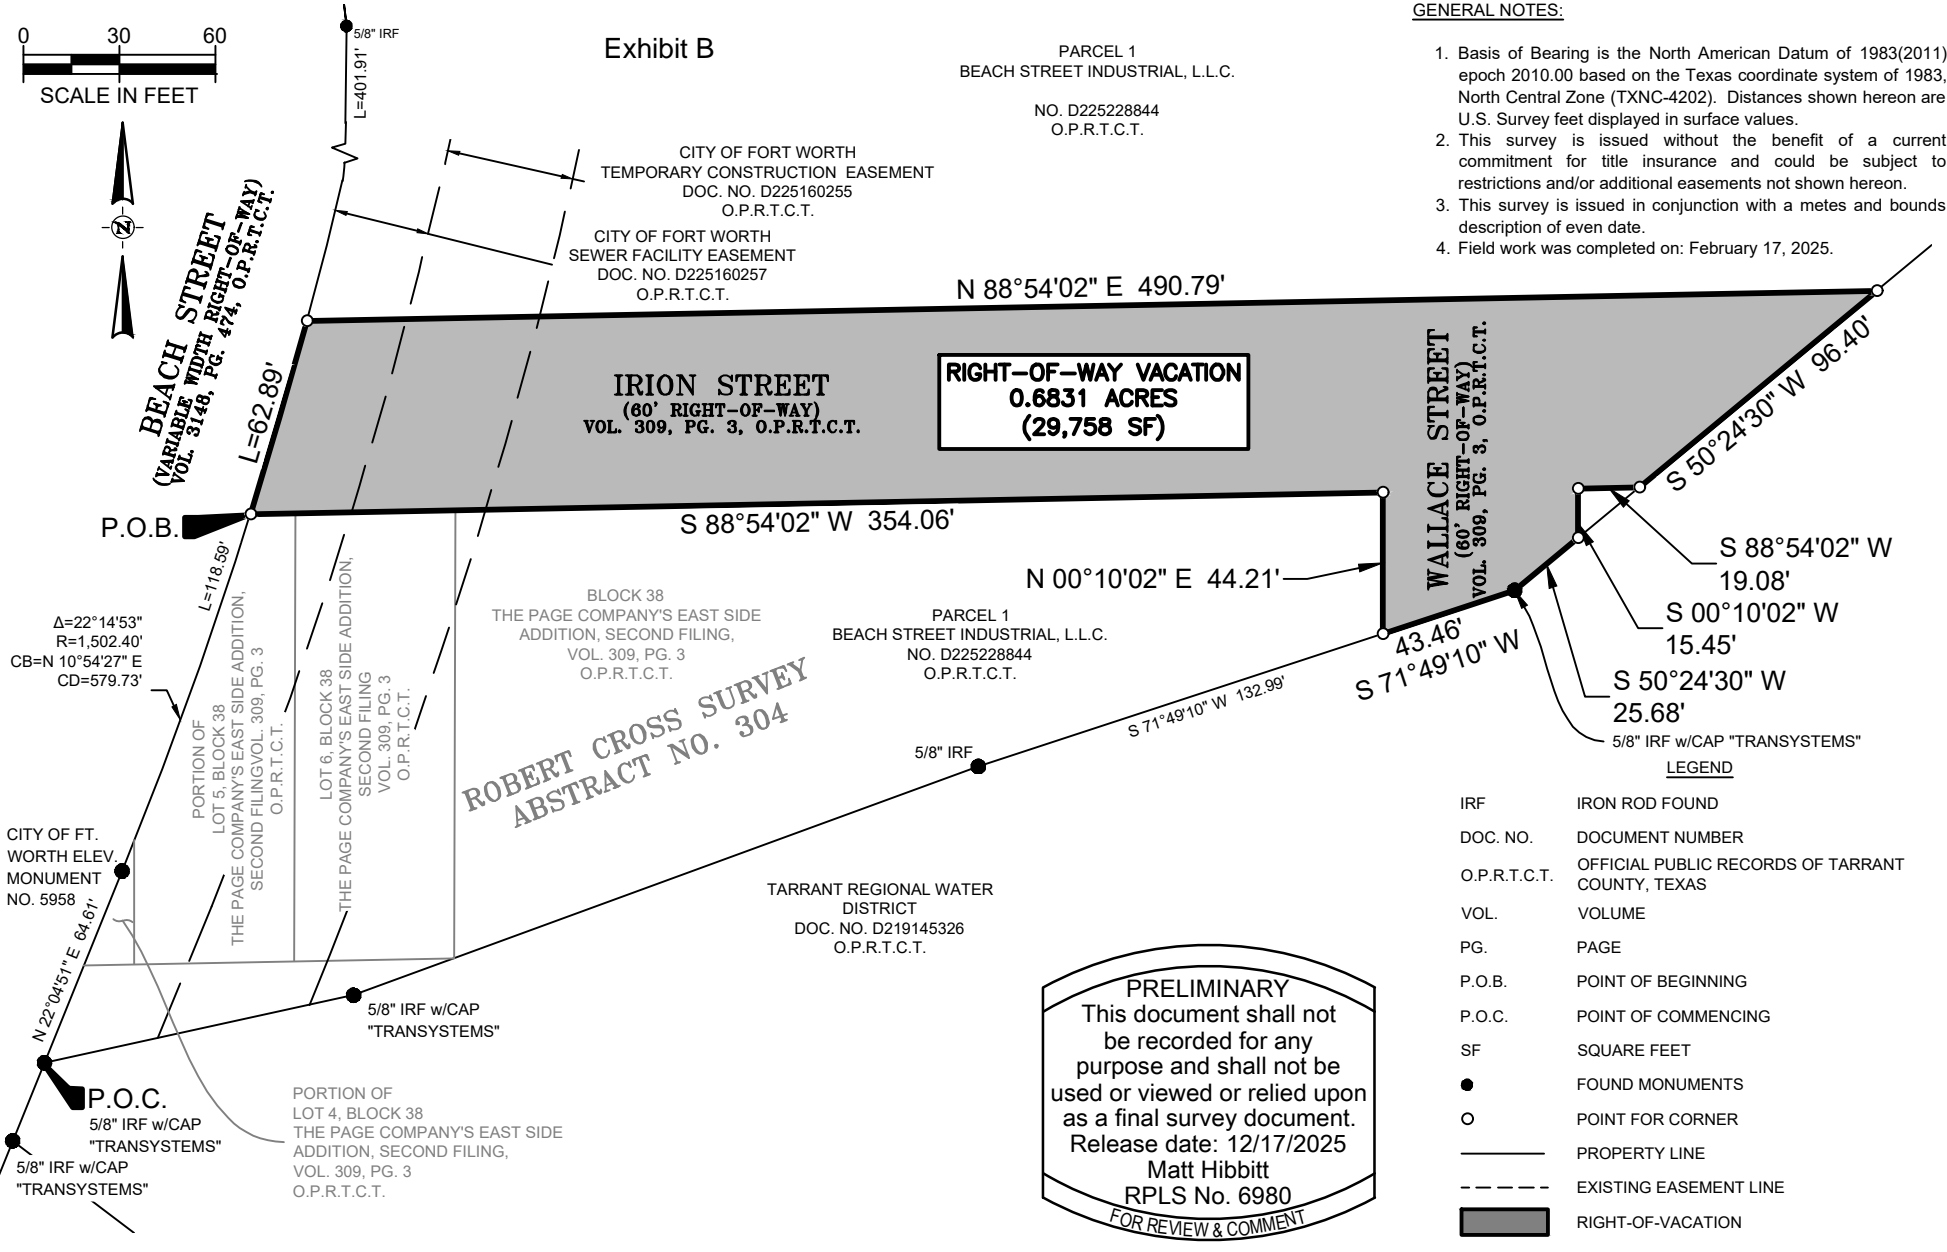 0 30 60
SCALE IN FEET
N
Exhibit B
5/8" IRF
L=401.91'
PARCEL 1
BEACH STREET INDUSTRIAL, L.L.C.
NO. D225228844
O.P.R.T.C.T.
GENERAL NOTES:
1. Basis of Bearing is the North American Datum of 1983(2011)
epoch 2010.00 based on the Texas coordinate system of 1983,
North Central Zone (TXNC-4202). Distances shown hereon are
U.S. Survey feet displayed in surface values.
2. This survey is issued without the benefit of a current
commitment for title insurance and could be subject to
restrictions and/or additional easements not shown hereon.
3. This survey is issued in conjunction with a metes and bounds
description of even date.
4. Field work was completed on: February 17, 2025.
CITY OF FORT WORTH
TEMPORARY CONSTRUCTION EASEMENT
DOC. NO. D225160255
O.P.R.T.C.T.
CITY OF FORT WORTH
SEWER FACILITY EASEMENT
DOC. NO. D225160257
O.P.R.T.C.T.
BEACH STREET
(VARIABLE WIDTH RIGHT-OF-WAY)
VOL. 3148, PG. 474, O.P.R.T.C.T.
L=62.89'
N 88°54'02" E 490.79'
IRION STREET
(60' RIGHT-OF-WAY)
VOL. 309, PG. 3, O.P.R.T.C.T.
RIGHT-OF-WAY VACATION
0.6831 ACRES
(29,758 SF)
WALLACE STREET
(60' RIGHT-OF-WAY)
VOL. 309, PG. 3, O.P.R.T.C.T.
S 50°24'30" W 96.40'
P.O.B.
S 88°54'02" W 354.06'
N 00°10'02" E 44.21'
S 88°54'02" W
19.08'
S 00°10'02" W
15.45'
S 50°24'30" W
25.68'
5/8" IRF w/CAP "TRANSYSTEMS"
43.46'
S 71°49'10" W
S 71°49'10" W 132.99'
5/8" IRF
L=118.59'
Δ=22°14'53"
R=1,502.40'
CB=N 10°54'27" E
CD=579.73'
PORTION OF
LOT 5, BLOCK 38
THE PAGE COMPANY'S EAST SIDE ADDITION,
SECOND FILINGVOL. 309, PG. 3
O.P.R.T.C.T.
LOT 6, BLOCK 38
THE PAGE COMPANY'S EAST SIDE ADDITION,
SECOND FILING
VOL. 309, PG. 3
O.P.R.T.C.T.
BLOCK 38
THE PAGE COMPANY'S EAST SIDE
ADDITION, SECOND FILING,
VOL. 309, PG. 3
O.P.R.T.C.T.
PARCEL 1
BEACH STREET INDUSTRIAL, L.L.C.
NO. D225228844
O.P.R.T.C.T.
ROBERT CROSS SURVEY
ABSTRACT NO. 304
CITY OF FT.
WORTH ELEV.
MONUMENT
NO. 5958
N 22°04'51" E 64.61'
TARRANT REGIONAL WATER
DISTRICT
DOC. NO. D219145326
O.P.R.T.C.T.
5/8" IRF w/CAP
"TRANSYSTEMS"
P.O.C.
5/8" IRF w/CAP
"TRANSYSTEMS"
5/8" IRF w/CAP
"TRANSYSTEMS"
PORTION OF
LOT 4, BLOCK 38
THE PAGE COMPANY'S EAST SIDE
ADDITION, SECOND FILING,
VOL. 309, PG. 3
O.P.R.T.C.T.
PRELIMINARY
This document shall not
be recorded for any
purpose and shall not be
used or viewed or relied upon
as a final survey document.
Release date: 12/17/2025
Matt Hibbitt
RPLS No. 6980
FOR REVIEW & COMMENT
LEGEND
IRF IRON ROD FOUND
DOC. NO. DOCUMENT NUMBER
O.P.R.T.C.T. OFFICIAL PUBLIC RECORDS OF TARRANT
COUNTY, TEXAS
VOL. VOLUME
PG. PAGE
P.O.B. POINT OF BEGINNING
P.O.C. POINT OF COMMENCING
SF SQUARE FEET
FOUND MONUMENTS
POINT FOR CORNER
PROPERTY LINE
EXISTING EASEMENT LINE
RIGHT-OF-VACATION